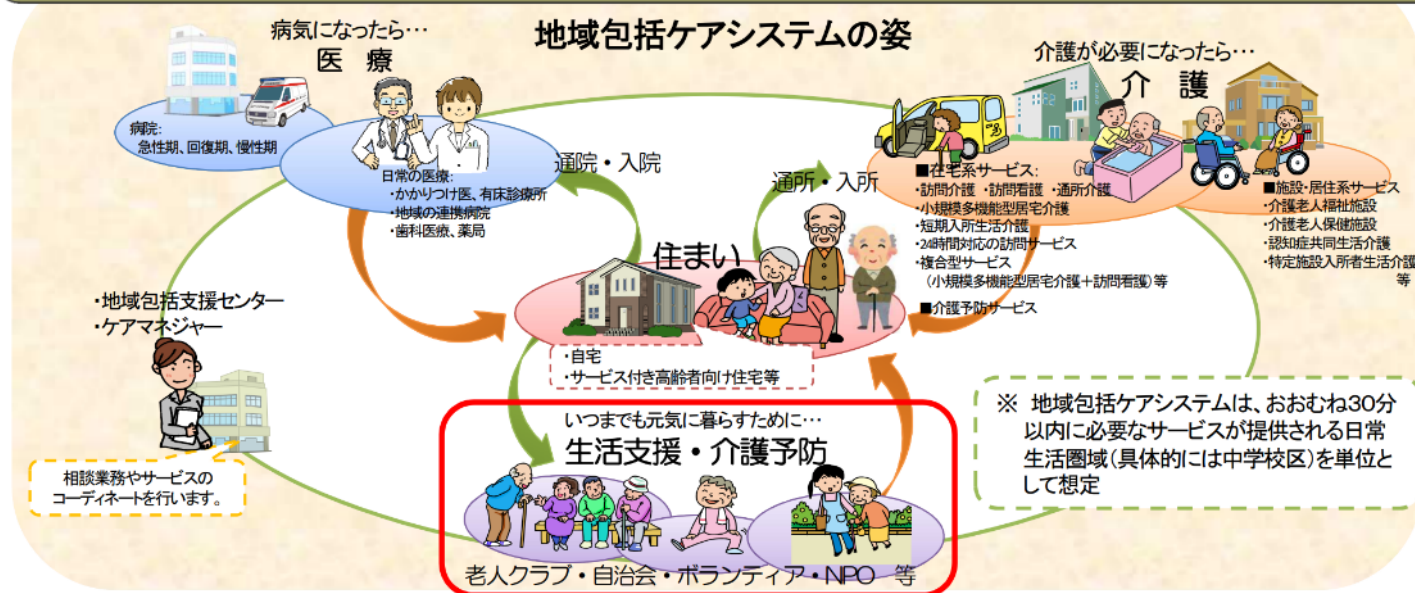 地域包括ケアシステムの姿
病気になったら…
医 療
病院:
急性期、回復期、慢性期
日常の医療:
・かかりつけ医、有床診療所
・地域の連携病院
・歯科医療、薬局
通院・入院
通所・入所
介護が必要になったら…
介 護
■在宅系サービス:
・訪問介護 ・訪問看護 ・通所介護
・小規模多機能型居宅介護
・短期入所生活介護
・24時間対応の訪問サービス
・複合型サービス
（小規模多機能型居宅介護＋訪問看護）等
■介護予防サービス
■施設・居住系サービス
・介護老人福祉施設
・介護老人保健施設
・認知症共同生活介護
・特定施設入所者生活介護
等
住まい
・自宅
・サービス付き高齢者向け住宅等
・地域包括支援センター
・ケアマネジャー
相談業務やサービスの
コーディネートを行います。
いつまでも元気に暮らすために…
生活支援・介護予防
老人クラブ・自治会・ボランティア・NPO 等
※ 地域包括ケアシステムは、おおむね30分
以内に必要なサービスが提供される日常
生活圏域（具体的には中学校区）を単位と
して想定